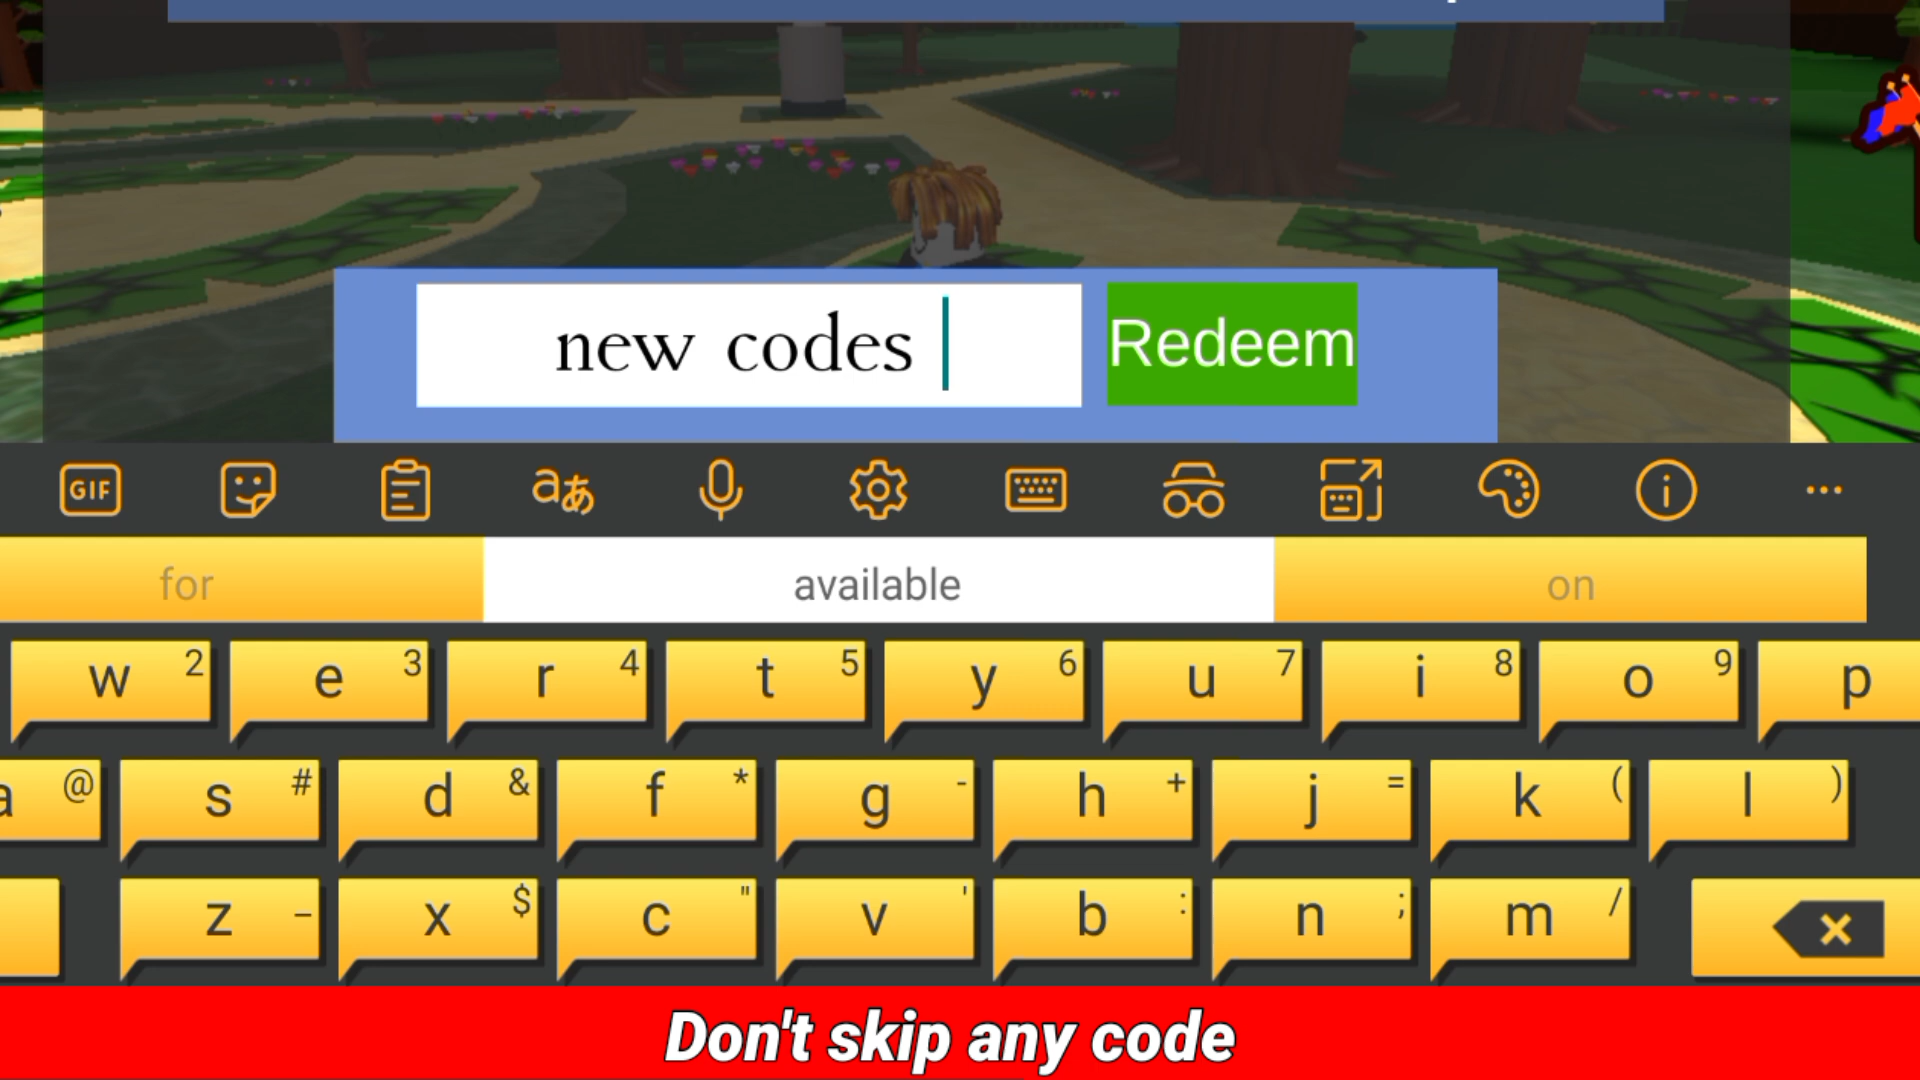 new codes
Redeem
GIF
aあ
for available on
w 2 e 3 r 4 t 5 y 6 u 7 i 8 o 9 p
a @ s # d & f * g - h + j = k ( l )
z _ x $ c " v ' b : n ; m /
Don't skip any code